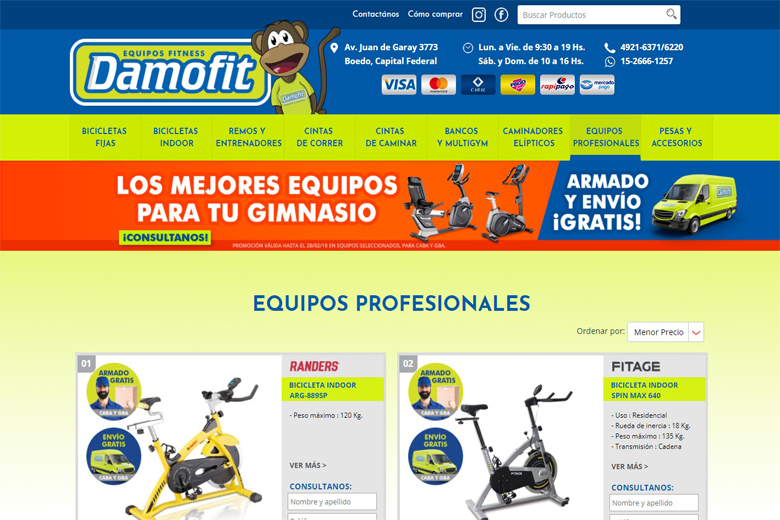 Contactános Cómo comprar Buscar Productos
EQUIPOS FITNESS
Damofit
Damofit
Av. Juan de Garay 3773
Boedo, Capital Federal
Lun. a Vie. de 9:30 a 19 Hs.
Sáb. y Dom. de 10 a 16 Hs.
4921-6371/6220
15-2666-1257
VISA mastercard CABAL rapipago mercado pago
BICICLETAS FIJAS
BICICLETAS INDOOR
REMOS Y ENTRENADORES
CINTAS DE CORRER
CINTAS DE CAMINAR
BANCOS Y MULTIGYM
CAMINADORES ELÍPTICOS
EQUIPOS PROFESIONALES
PESAS Y ACCESORIOS
LOS MEJORES EQUIPOS
PARA TU GIMNASIO
¡CONSULTANOS!
PROMOCIÓN VÁLIDA HASTA EL 28/02/18 EN EQUIPOS SELECCIONADOS, PARA CABA Y GBA.
ARMADO
Y ENVÍO
¡GRATIS!
Damofit
EQUIPOS PROFESIONALES
Ordenar por: Menor Precio
01
ARMADO
GRATIS
CABA Y GBA
ENVÍO
GRATIS
CABA Y GBA
RANDERS
BICICLETA INDOOR
ARG-889SP
- Peso máximo : 120 Kg.
VER MÁS >
CONSULTANOS:
Nombre y apellido
02
ARMADO
GRATIS
CABA Y GBA
ENVÍO
GRATIS
CABA Y GBA
FITAGE
FITAGE
BICICLETA INDOOR
SPIN MAX 640
- Uso : Residencial
- Rueda de inercia : 18 Kg.
- Peso máximo : 135 Kg.
- Transmisión : Cadena
VER MÁS >
CONSULTANOS:
Nombre y apellido